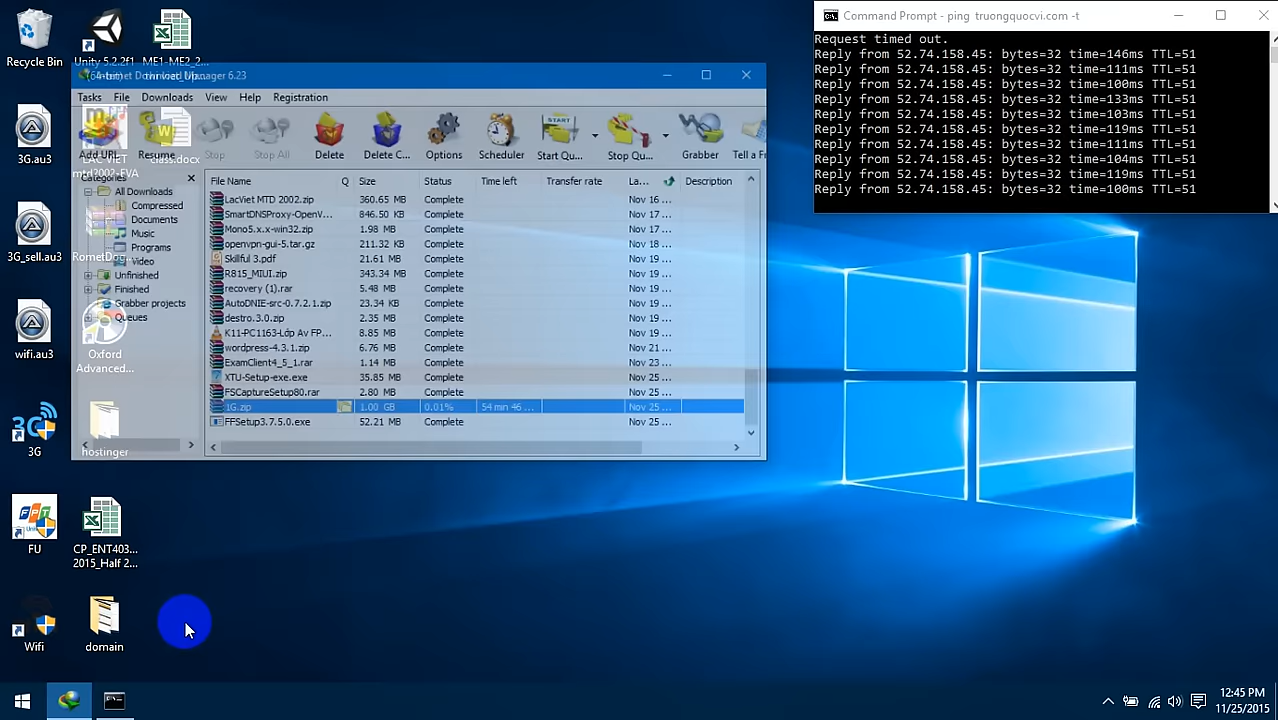 Recycle Bin
Unity 5.2.2f1
ME1-ME2_2...
3G.au3
class.docx
3G_sell.au3
RometDog...
wifi.au3
Oxford
Advanced...
3G
hostinger
FU
CP_ENT403...
2015_Half 2...
Wifi
domain
Manager 6.23
Tasks File Downloads View Help Registration
Add URL Resume Stop Stop All Delete Delete C... Options Scheduler Start Qu... Stop Qu... Grabber Tell a Fr
Categories
All Downloads
Compressed
Documents
Music
Programs
Video
Unfinished
Finished
Grabber projects
Queues
File Name Q Size Status Time left Transfer rate La... Description
LacViet MTD 2002.zip 360.65 MB Complete Nov 16 ...
SmartDNSProxy-OpenV... 846.50 KB Complete Nov 17 ...
Mono5.x.x-win32.zip 1.98 MB Complete Nov 17 ...
openvpn-gui-5.tar.gz 211.32 KB Complete Nov 18 ...
Skillful 3.pdf 21.61 MB Complete Nov 19 ...
R815_MIUI.zip 343.34 MB Complete Nov 19 ...
recovery (1).rar 5.48 MB Complete Nov 19 ...
AutoDNIE-src-0.7.2.1.zip 23.34 KB Complete Nov 19 ...
destro.3.0.zip 2.35 MB Complete Nov 19 ...
K11-PC1163-Lớp Av FP... 8.85 MB Complete Nov 19 ...
wordpress-4.3.1.zip 6.76 MB Complete Nov 21 ...
ExamClient4_5_1.rar 1.14 MB Complete Nov 23 ...
XTU-Setup-exe.exe 35.85 MB Complete Nov 25 ...
FSCaptureSetup80.rar 2.80 MB Complete Nov 25 ...
1G.zip 1.00 GB 0.01% 54 min 46 ... Nov 25 ...
FFSetup3.7.5.0.exe 52.21 MB Complete Nov 25 ...
Command Prompt - ping truongquocvi.com -t
Request timed out.
Reply from 52.74.158.45: bytes=32 time=146ms TTL=51
Reply from 52.74.158.45: bytes=32 time=111ms TTL=51
Reply from 52.74.158.45: bytes=32 time=100ms TTL=51
Reply from 52.74.158.45: bytes=32 time=133ms TTL=51
Reply from 52.74.158.45: bytes=32 time=103ms TTL=51
Reply from 52.74.158.45: bytes=32 time=119ms TTL=51
Reply from 52.74.158.45: bytes=32 time=111ms TTL=51
Reply from 52.74.158.45: bytes=32 time=104ms TTL=51
Reply from 52.74.158.45: bytes=32 time=119ms TTL=51
Reply from 52.74.158.45: bytes=32 time=100ms TTL=51
12:45 PM
11/25/2015